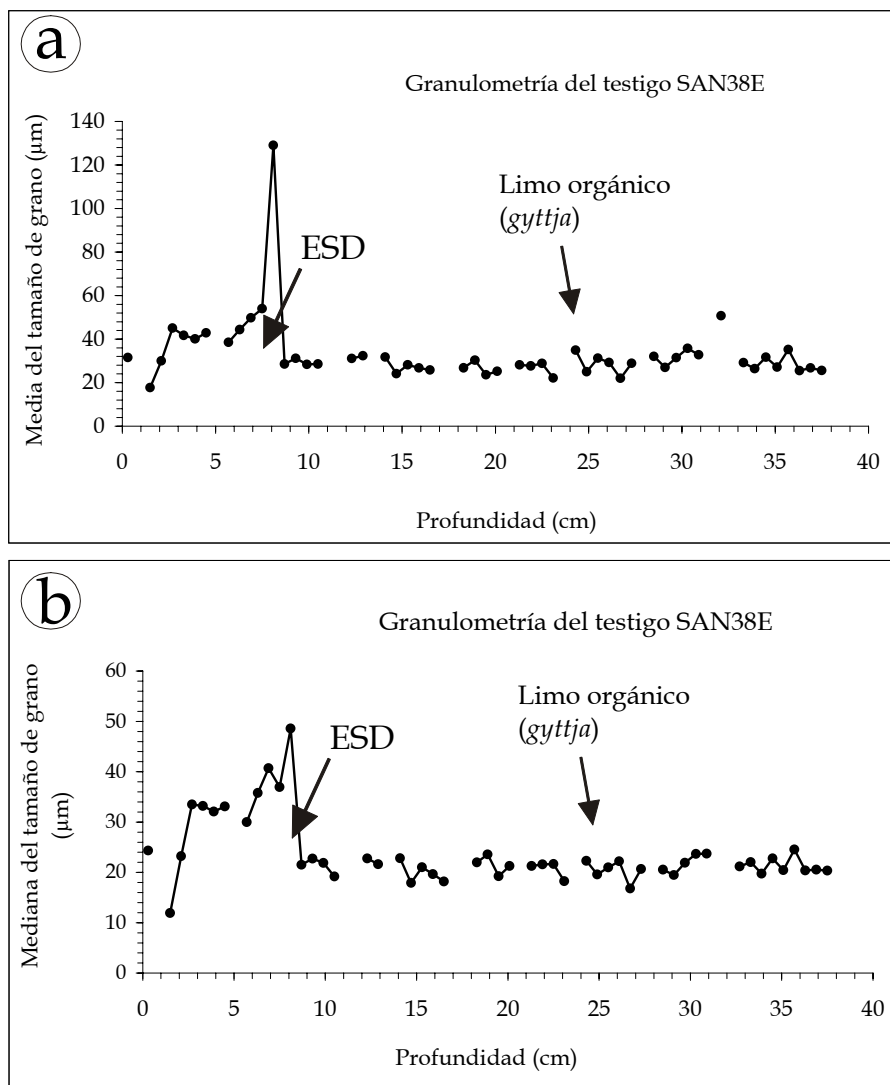 a
Granulometría del testigo SAN38E
Media del tamaño de grano (µm)
140
120
100
80
60
40
20
0
Limo orgánico
(gyttja)
ESD
0 5 10 15 20 25 30 35 40
Profundidad (cm)
b
Granulometría del testigo SAN38E
Mediana del tamaño de grano
(µm)
60
50
40
30
20
10
0
Limo orgánico
(gyttja)
ESD
0 5 10 15 20 25 30 35 40
Profundidad (cm)